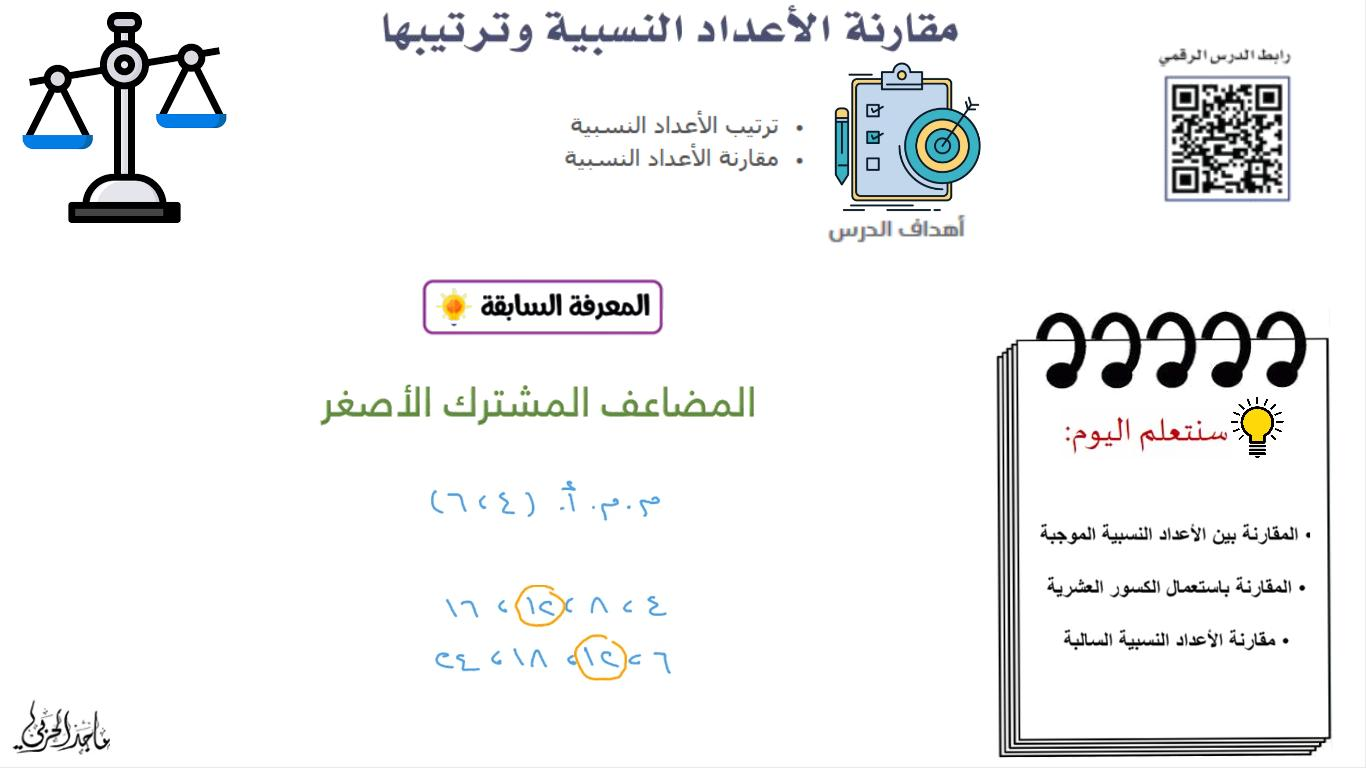 مقارنة الأعداد النسبية وترتيبها
رابط الدرس الرقمي
• ترتيب الأعداد النسبية
• مقارنة الأعداد النسبية
أهداف الدرس
المعرفة السابقة
المضاعف المشترك الأصغر
م.م.أ. (٤ ، ٦)
٤ ، ٨ ، ١٢ ، ١٦
٦ ، ١٢ ، ١٨ ، ٢٤
سنتعلم اليوم:
• المقارنة بين الأعداد النسبية الموجبة
• المقارنة باستعمال الكسور العشرية
• مقارنة الأعداد النسبية السالبة
ماجد الحربي